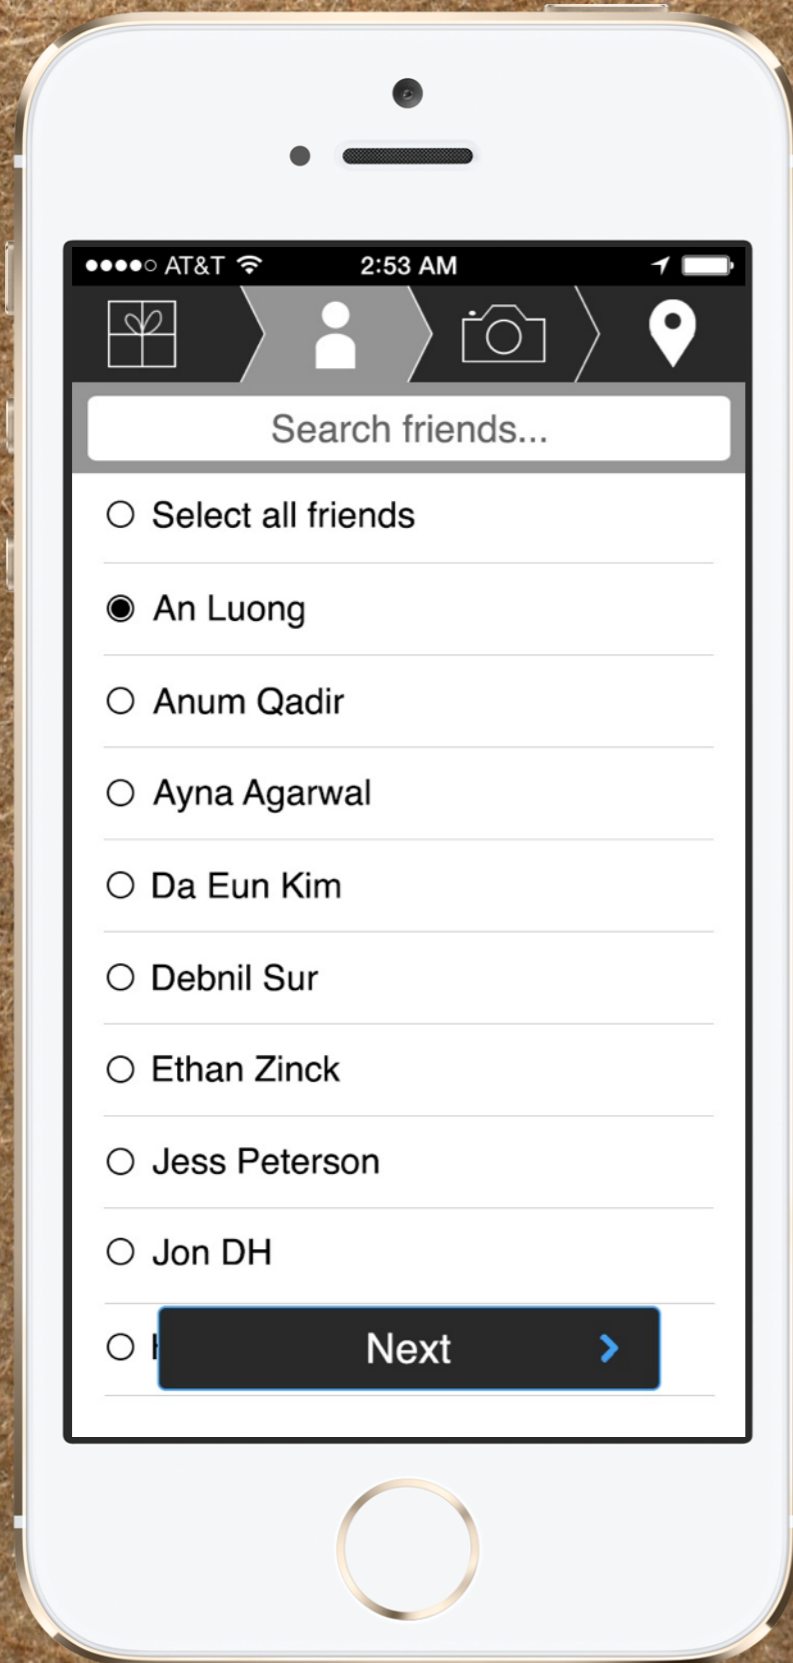 AT&T 2:53 AM
Search friends...
Select all friends
An Luong
Anum Qadir
Ayna Agarwal
Da Eun Kim
Debnil Sur
Ethan Zinck
Jess Peterson
Jon DH
Next